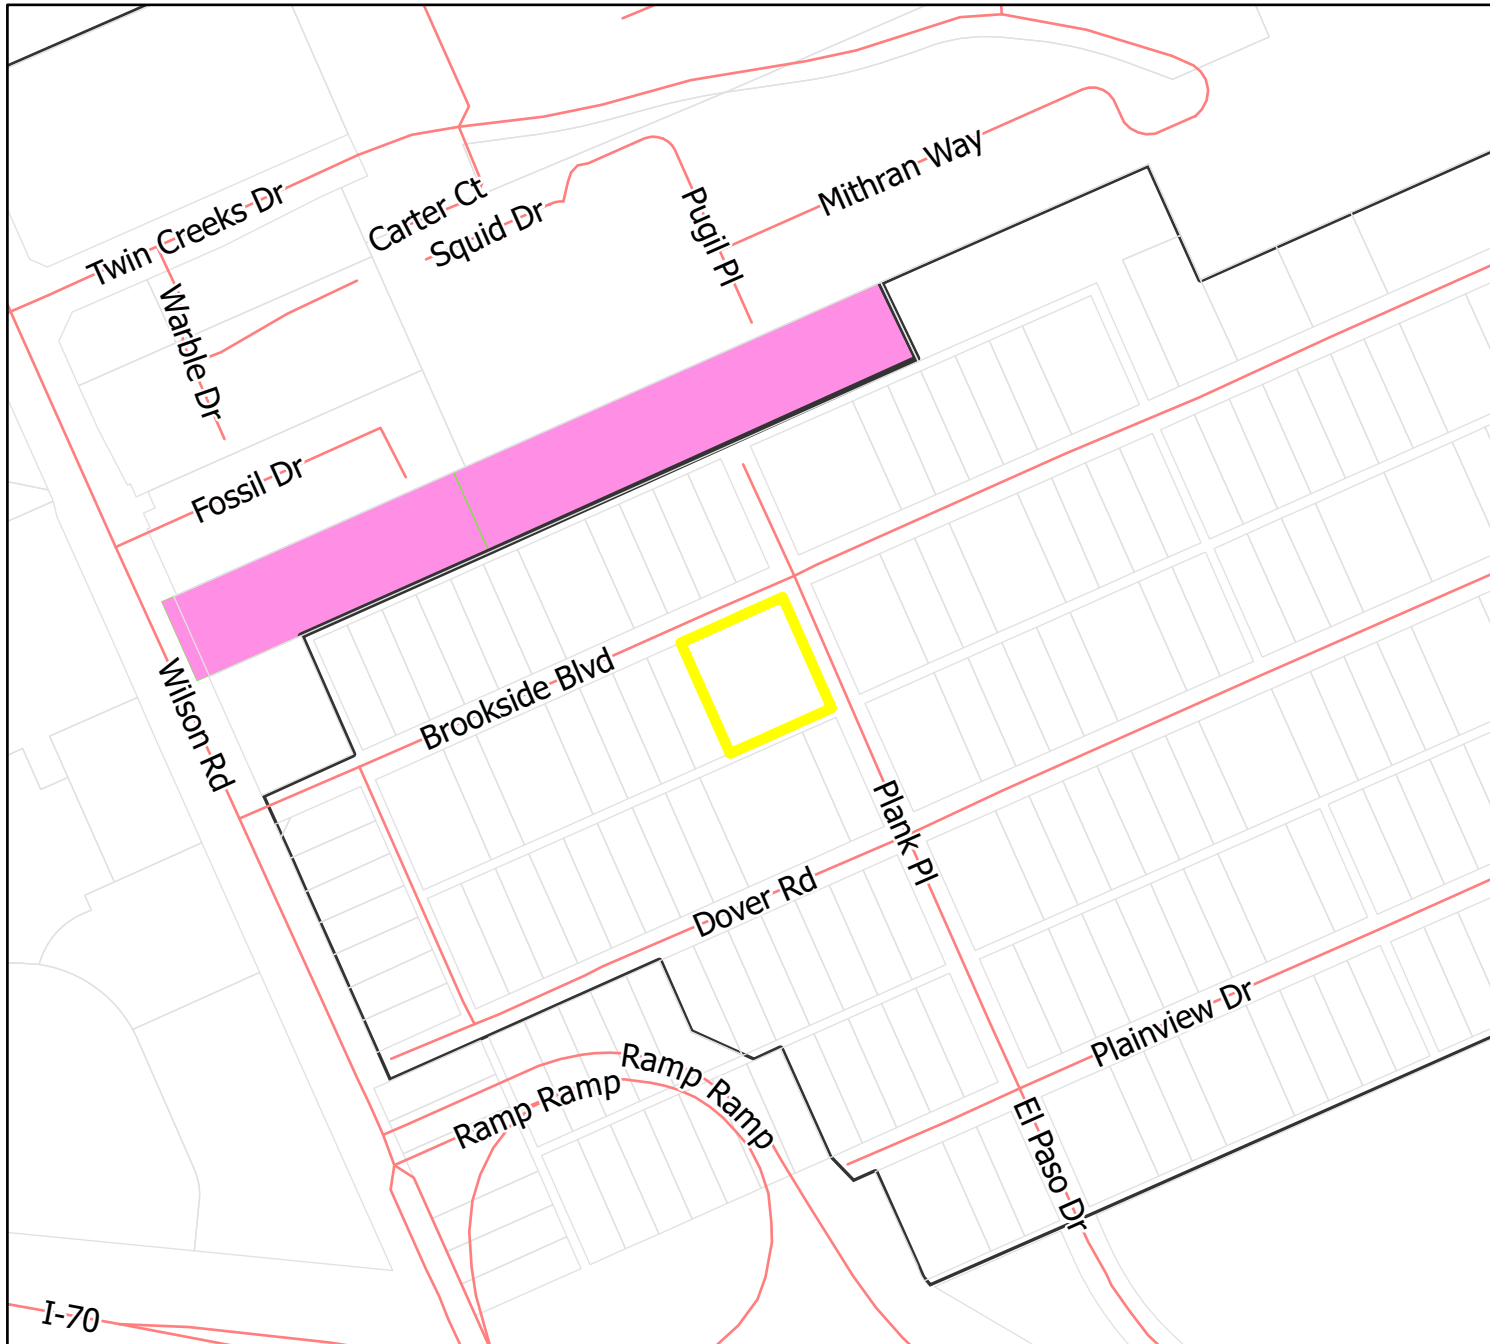 Mithran Way
Twin Creeks Dr
Carter Ct
Squid Dr
Pugil Pl
Warble Dr
Fossil Dr
Wilson Rd
Brookside Blvd
Plank Pl
Dover Rd
Plainview Dr
Ramp Ramp
Ramp Ramp
El Paso Dr
I-70